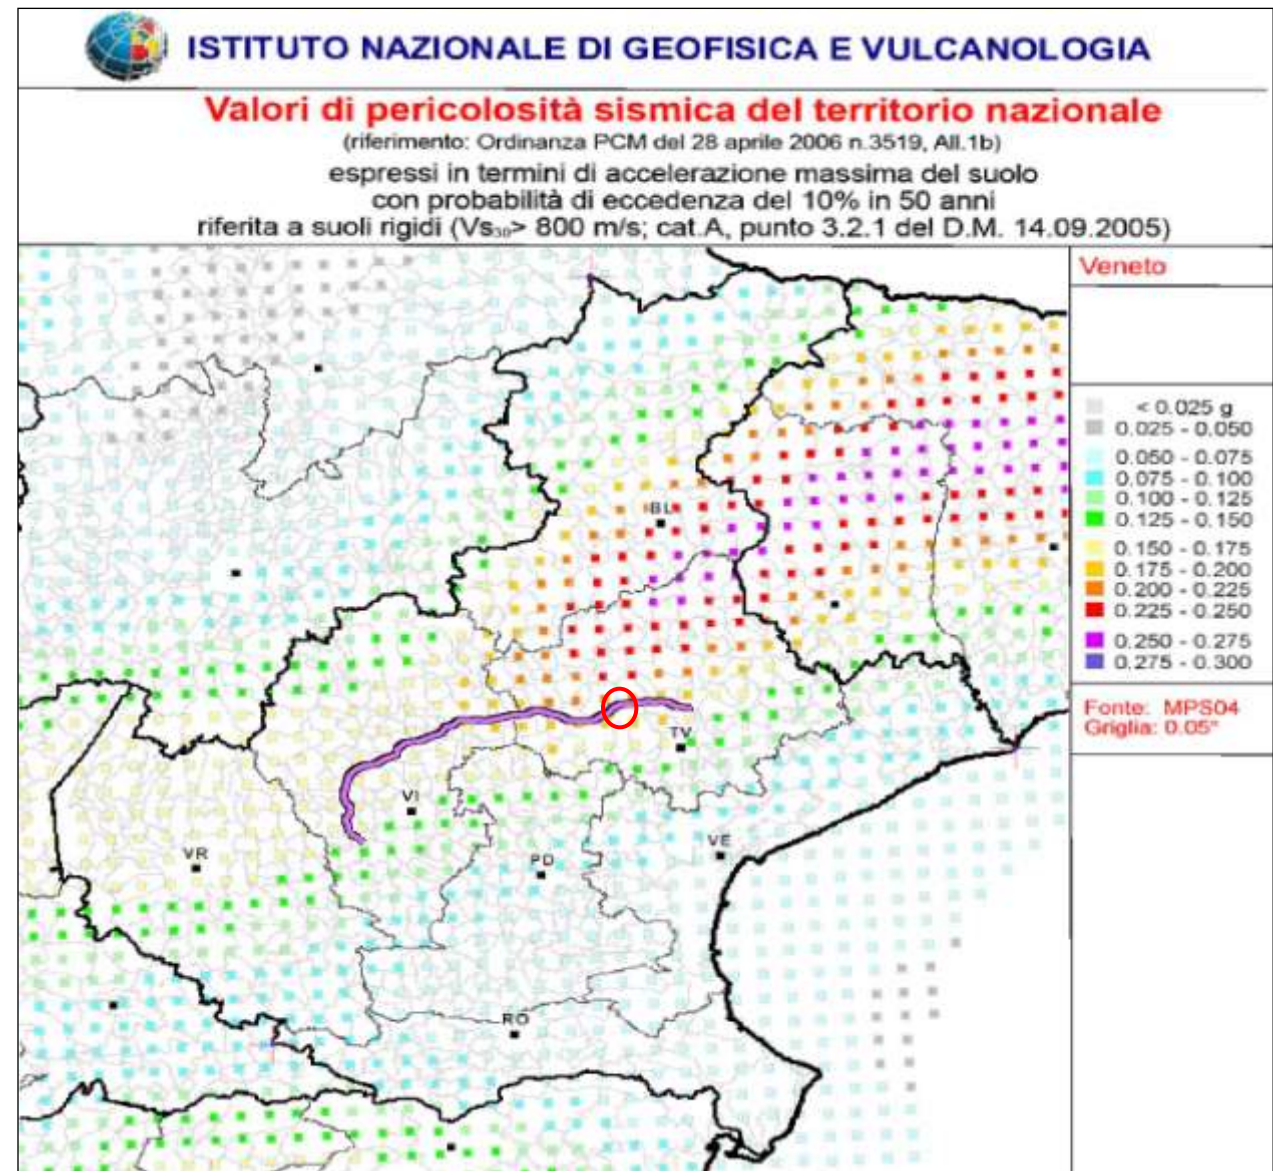 ISTITUTO NAZIONALE DI GEOFISICA E VULCANOLOGIA
Valori di pericolosità sismica del territorio nazionale
(riferimento: Ordinanza PCM del 28 aprile 2006 n.3519, All.1b)
espressi in termini di accelerazione massima del suolo
con probabilità di eccedenza del 10% in 50 anni
riferita a suoli rigidi (Vs₃₀> 800 m/s; cat.A, punto 3.2.1 del D.M. 14.09.2005)
Veneto
< 0.025 g
0.025 - 0.050
0.050 - 0.075
0.075 - 0.100
0.100 - 0.125
0.125 - 0.150
0.150 - 0.175
0.175 - 0.200
0.200 - 0.225
0.225 - 0.250
0.250 - 0.275
0.275 - 0.300
Fonte: MPS04
Griglia: 0.05°
BL
TV
VI
VR
PD
VE
RO